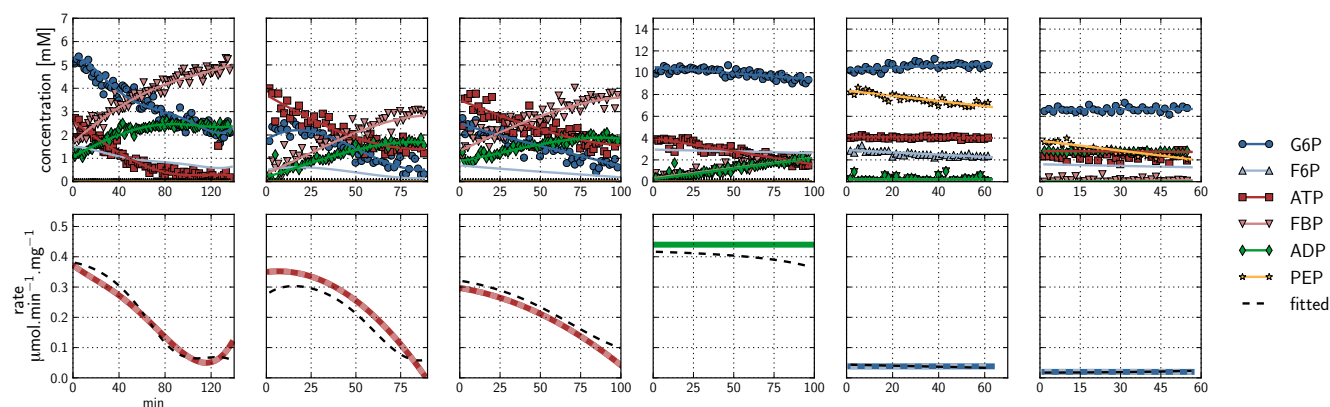 concentration [mM]
7
6
5
4
3
2
1
0
0 40 80 120
0 25 50 75
0 25 50 75 100
14
12
10
8
6
4
2
0
0 25 50 75 100
0 20 40 60
0 15 30 45 60
rate
µmol.min⁻¹.mg⁻¹
0.5
0.4
0.3
0.2
0.1
0.0
0 40 80 120
min
0 25 50 75
0 25 50 75 100
0 25 50 75 100
0 20 40 60
0 15 30 45 60
G6P
F6P
ATP
FBP
ADP
PEP
fitted